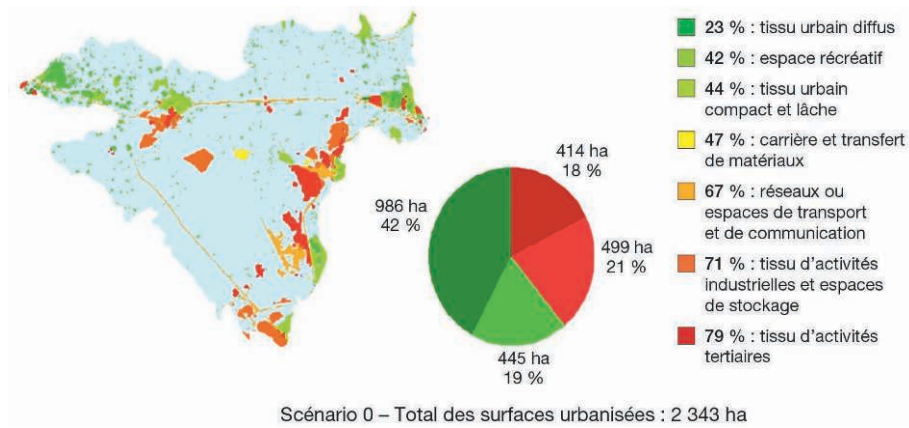 23 % : tissu urbain diffus
42 % : espace récréatif
44 % : tissu urbain
compact et lâche
47 % : carrière et transfert
de matériaux
67 % : réseaux ou
espaces de transport
et de communication
71 % : tissu d'activités
industrielles et espaces
de stockage
79 % : tissu d'activités
tertiaires
414 ha
18 %
986 ha
42 %
499 ha
21 %
445 ha
19 %
Scénario 0 – Total des surfaces urbanisées : 2 343 ha